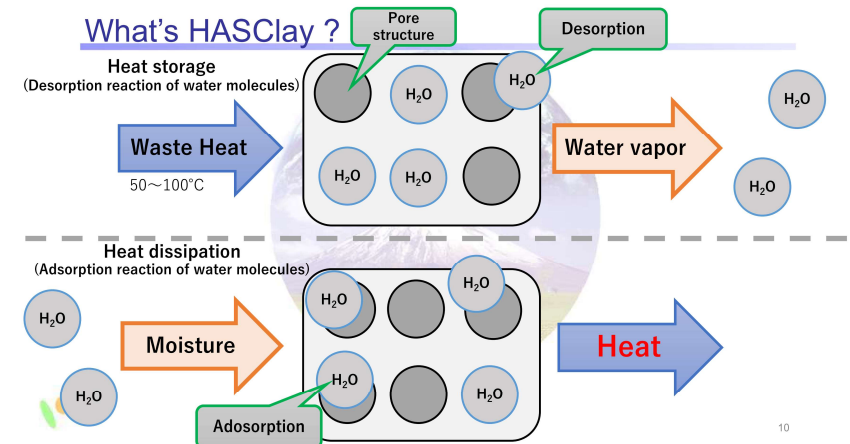 What's HASClay ?
Pore
structure
Desorption
Heat storage
(Desorption reaction of water molecules)
H₂O
H₂O
H₂O
Waste Heat
Water vapor
50～100℃
H₂O
H₂O
H₂O
Heat dissipation
(Adsorption reaction of water molecules)
H₂O
H₂O
H₂O
Moisture
Heat
H₂O
H₂O
H₂O
Adosorption
10